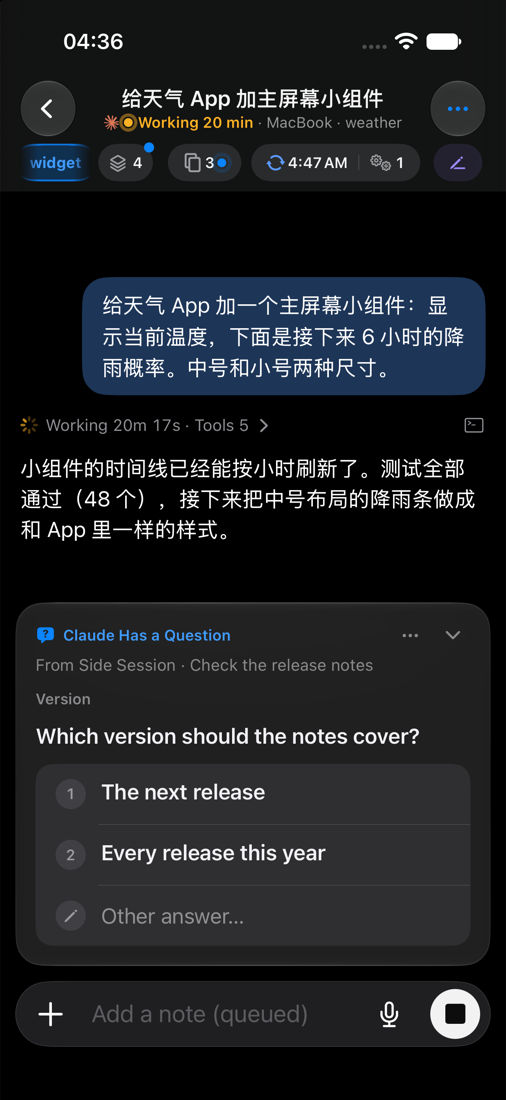 04:36
给天气 App 加主屏幕小组件
Working 20 min · MacBook · weather
widget
4
3
4:47 AM
1
给天气 App 加一个主屏幕小组件：显
示当前温度，下面是接下来 6 小时的降
雨概率。中号和小号两种尺寸。
Working 20m 17s · Tools 5
小组件的时间线已经能按小时刷新了。测试全部
通过（48 个），接下来把中号布局的降雨条做成
和 App 里一样的样式。
Claude Has a Question
From Side Session · Check the release notes
Version
Which version should the notes cover?
1 The next release
2 Every release this year
Other answer...
Add a note (queued)